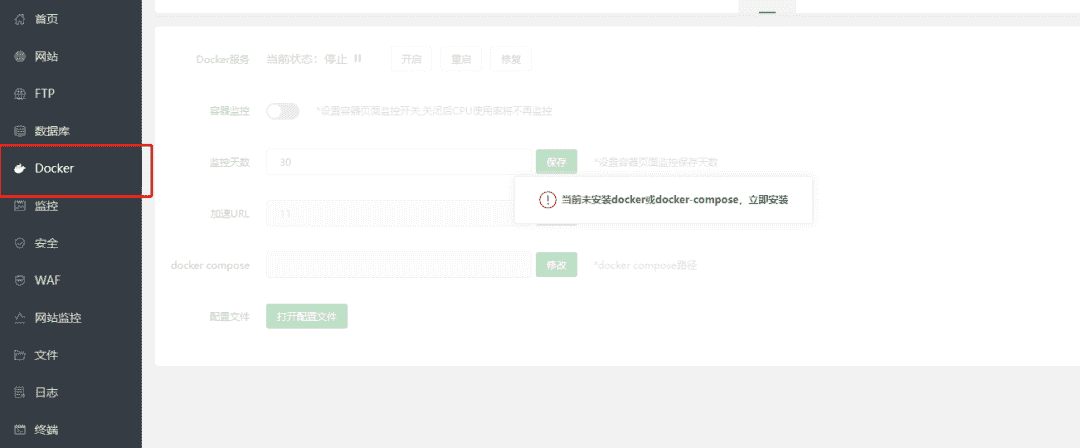 首页
网站
FTP
数据库
Docker
监控
安全
WAF
网站监控
文件
日志
终端
Docker服务 当前状态：停止 开启 重启 修复
容器监控 *设置容器页面监控开关,关闭后CPU使用率将不再监控
监控天数 30 保存 *设置容器页面监控保存天数
当前未安装docker或docker-compose，立即安装
加速URL 11
docker compose 修改 *docker compose路径
配置文件 打开配置文件